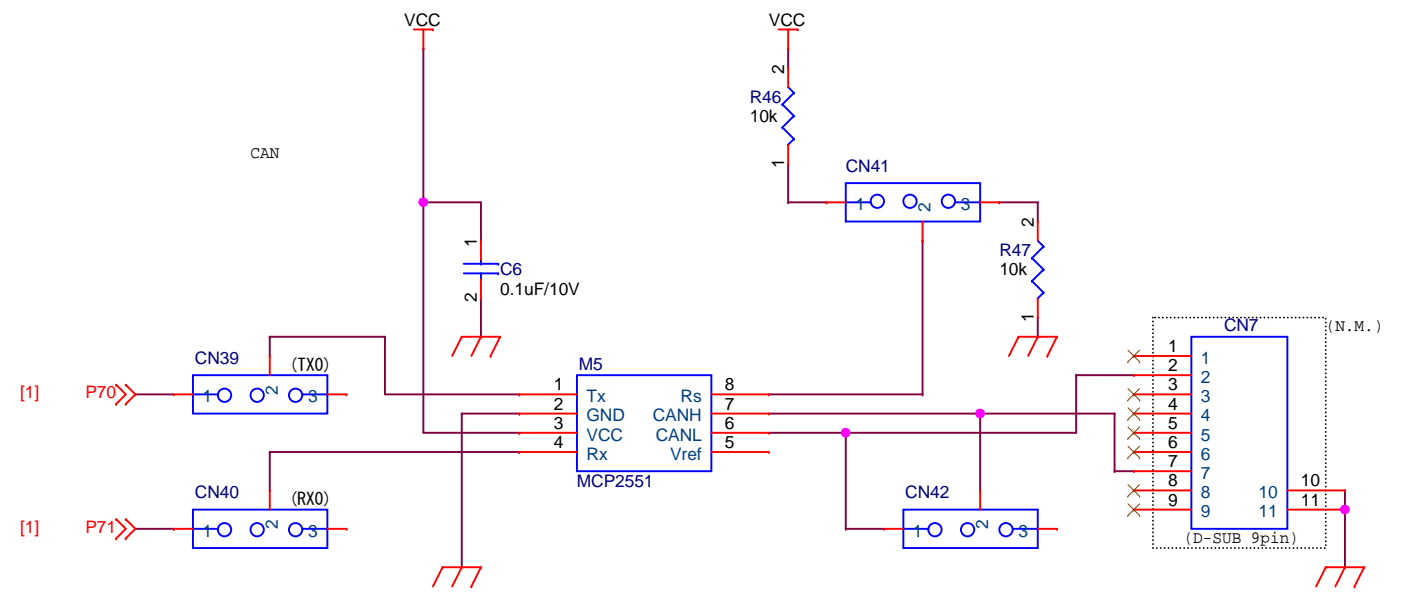 VCC
VCC
2
R46
10k
1
CAN
CN41
1 2 3
2
R47
10k
1
1
C6
0.1uF/10V
2
CN7
(N.M.)
CN39
(TX0)
[1]
P70
1 2 3
M5
1 Tx
2 GND
3 VCC
4 Rx
8 Rs
7 CANH
6 CANL
5 Vref
MCP2551
1 1
2 2
3 3
4 4
5 5
6 6
7 7
8 8
9 9
10 10
11 11
(D-SUB 9pin)
CN40
(RX0)
[1]
P71
1 2 3
CN42
1 2 3